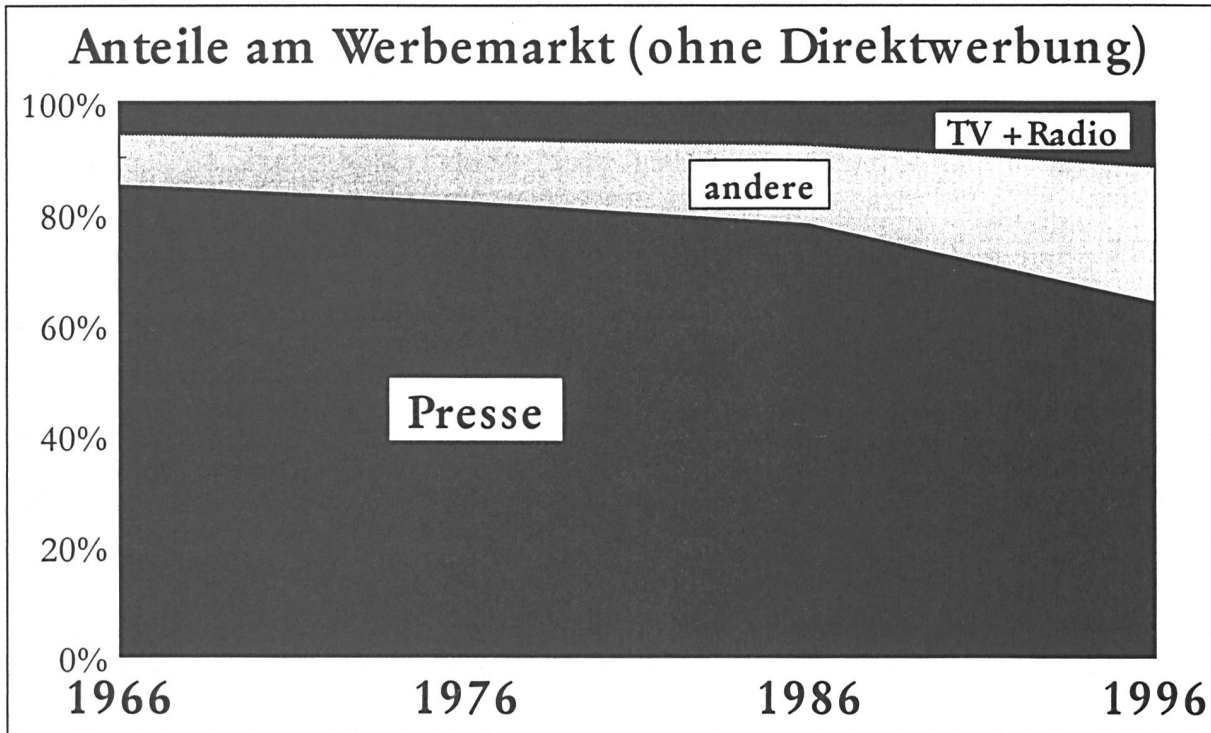 Anteile am Werbemarkt (ohne Direktwerbung)
100%
TV + Radio
andere
80%
60%
Presse
40%
20%
0%
1966 1976 1986 1996